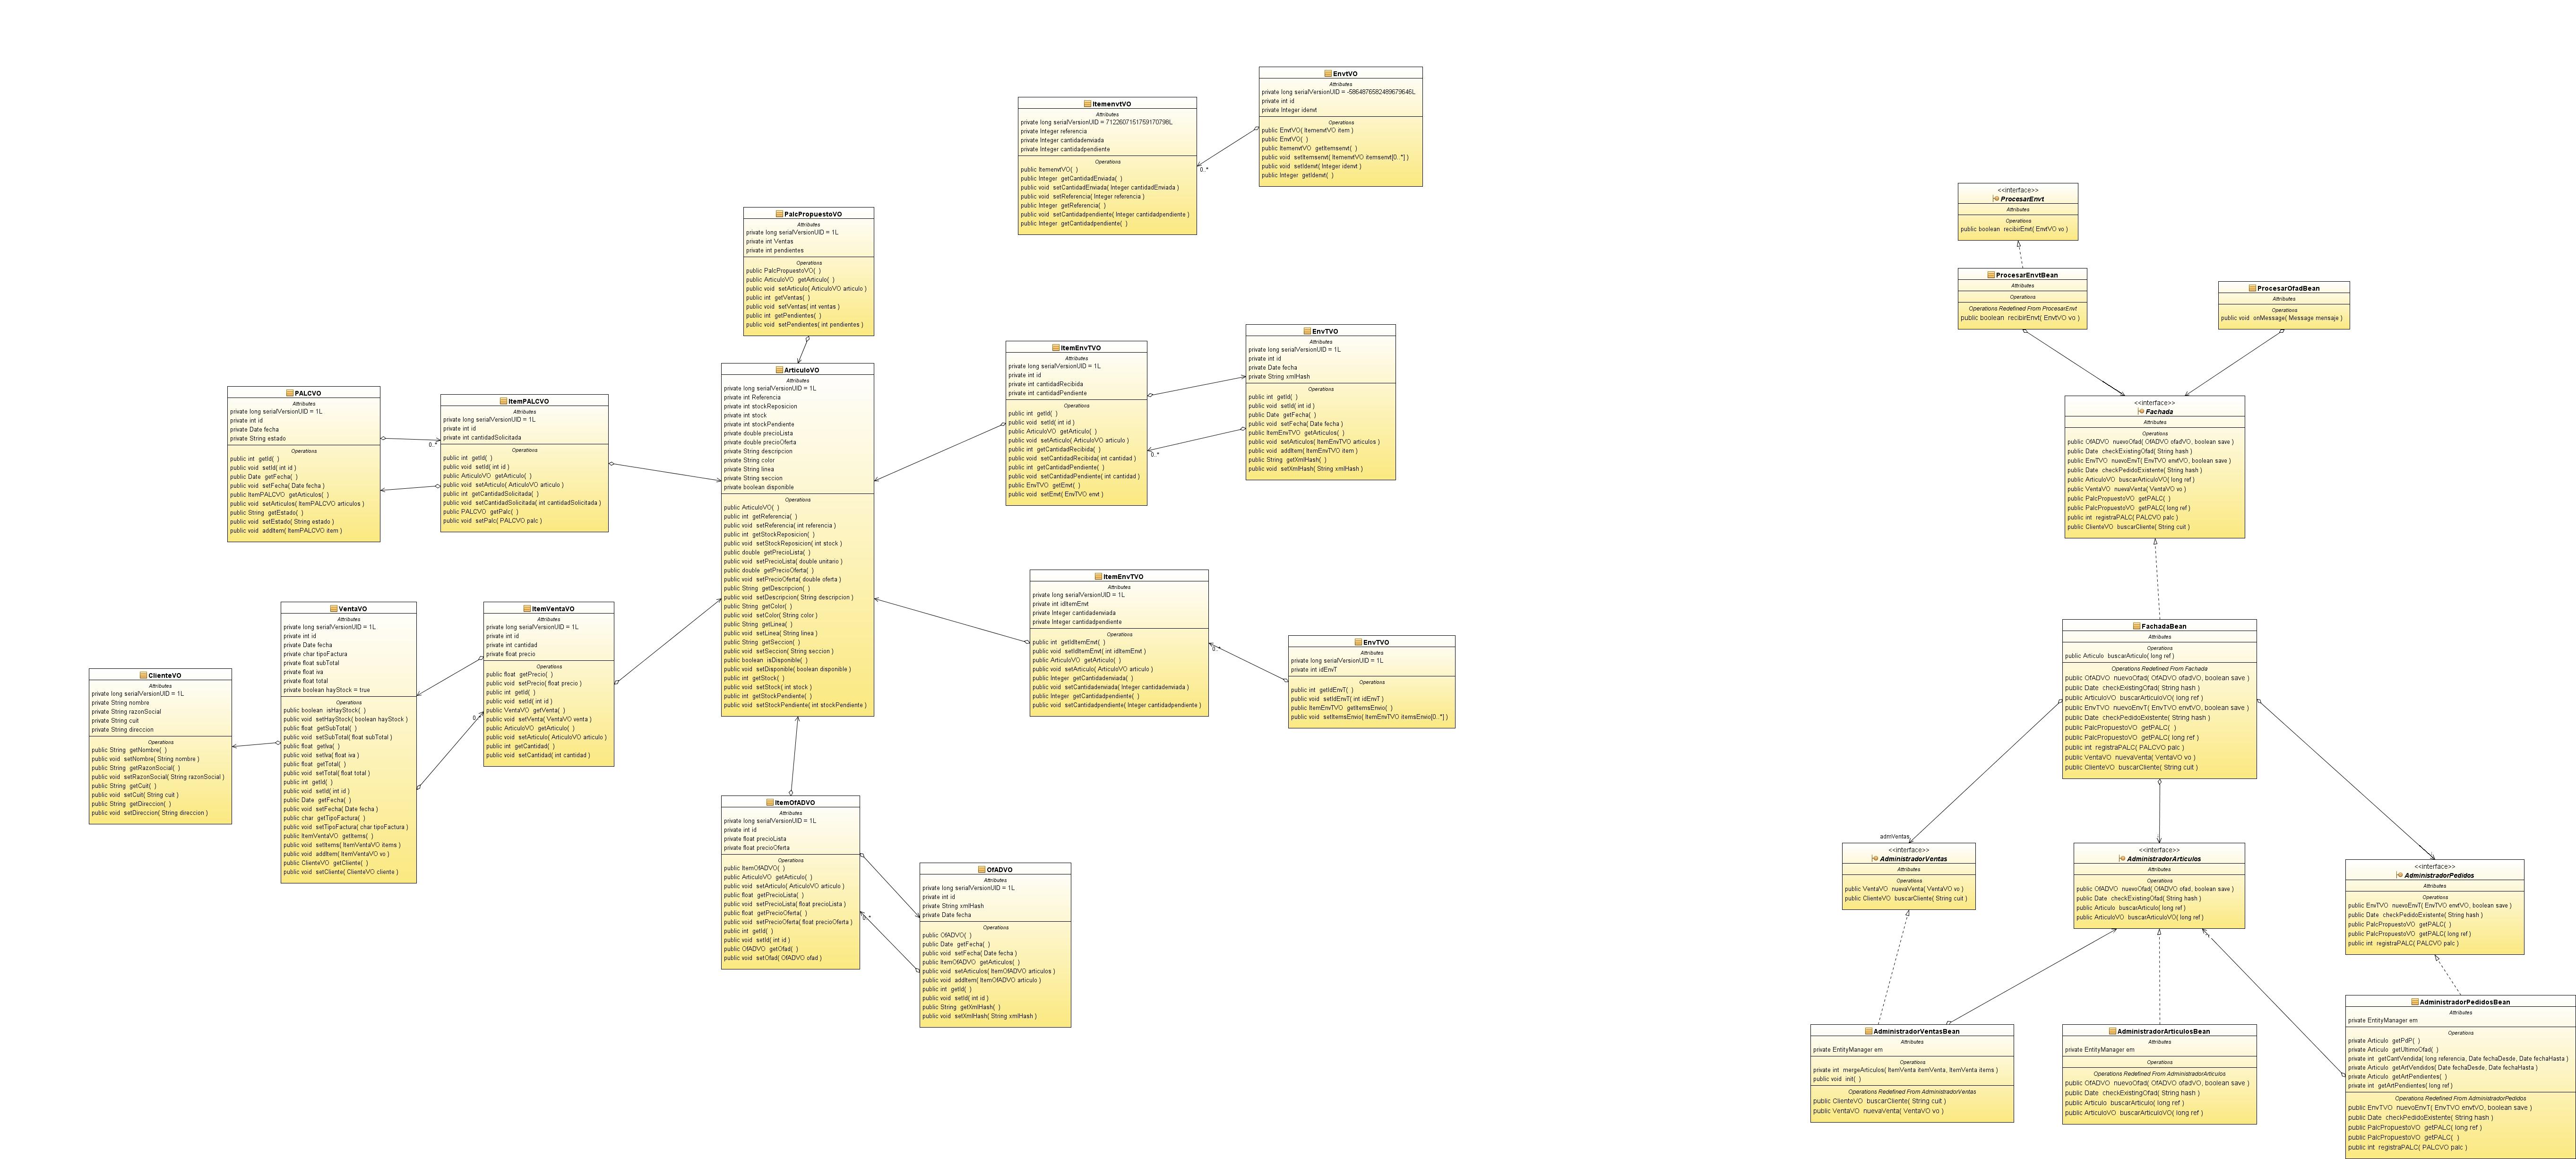 EnvtVO
Attributes
private long serialVersionUID = -5864876582489679646L
private int id
private Integer idenvt
Operations
public EnvtVO( ItemenvtVO item )
public EnvtVO( )
public ItemenvtVO getItemsenvt( )
public void setItemsenvt( ItemenvtVO itemsenvt[0..*] )
public void setIdenvt( Integer idenvt )
public Integer getIdenvt( )
ItemenvtVO
Attributes
private long serialVersionUID = 7122607151759170798L
private Integer referencia
private Integer cantidadenviada
private Integer cantidadpendiente
Operations
public ItemenvtVO( )
public Integer getCantidadEnviada( )
public void setCantidadEnviada( Integer cantidadEnviada )
public void setReferencia( Integer referencia )
public Integer getReferencia( )
public void setCantidadpendiente( Integer cantidadpendiente )
public Integer getCantidadpendiente( )
0..*
PalcPropuestoVO
Attributes
private long serialVersionUID = 1L
private int Ventas
private int pendientes
Operations
public PalcPropuestoVO( )
public ArticuloVO getArticulo( )
public void setArticulo( ArticuloVO articulo )
public int getVentas( )
public void setVentas( int ventas )
public int getPendientes( )
public void setPendientes( int pendientes )
PALCVO
Attributes
private long serialVersionUID = 1L
private int id
private Date fecha
private String estado
Operations
public int getId( )
public void setId( int id )
public Date getFecha( )
public void setFecha( Date fecha )
public ItemPALCVO getArticulos( )
public void setArticulos( ItemPALCVO articulos )
public String getEstado( )
public void setEstado( String estado )
public void addItem( ItemPALCVO item )
0..*
ItemPALCVO
Attributes
private long serialVersionUID = 1L
private int id
private int cantidadSolicitada
Operations
public int getId( )
public void setId( int id )
public ArticuloVO getArticulo( )
public void setArticulo( ArticuloVO articulo )
public int getCantidadSolicitada( )
public void setCantidadSolicitada( int cantidadSolicitada )
public PALCVO getPalc( )
public void setPalc( PALCVO palc )
ArticuloVO
Attributes
private long serialVersionUID = 1L
private int Referencia
private int stockReposicion
private int stock
private int stockPendiente
private double precioLista
private double precioOferta
private String descripcion
private String color
private String linea
private String seccion
private boolean disponible
Operations
public ArticuloVO( )
public int getReferencia( )
public void setReferencia( int referencia )
public int getStockReposicion( )
public void setStockReposicion( int stock )
public double getPrecioLista( )
public void setPrecioLista( double unitario )
public double getPrecioOferta( )
public void setPrecioOferta( double oferta )
public String getDescripcion( )
public void setDescripcion( String descripcion )
public String getColor( )
public void setColor( String color )
public String getLinea( )
public void setLinea( String linea )
public String getSeccion( )
public void setSeccion( String seccion )
public boolean isDisponible( )
public void setDisponible( boolean disponible )
public int getStock( )
public void setStock( int stock )
public int getStockPendiente( )
public void setStockPendiente( int stockPendiente )
ItemEnvTVO
Attributes
private long serialVersionUID = 1L
private int id
private int cantidadRecibida
private int cantidadPendiente
Operations
public int getId( )
public void setId( int id )
public ArticuloVO getArticulo( )
public void setArticulo( ArticuloVO articulo )
public int getCantidadRecibida( )
public void setCantidadRecibida( int cantidad )
public int getCantidadPendiente( )
public void setCantidadPendiente( int cantidad )
public EnvTVO getEnvt( )
public void setEnvt( EnvTVO envt )
0..*
EnvTVO
Attributes
private long serialVersionUID = 1L
private int id
private Date fecha
private String xmlHash
Operations
public int getId( )
public void setId( int id )
public Date getFecha( )
public void setFecha( Date fecha )
public ItemEnvTVO getArticulos( )
public void setArticulos( ItemEnvTVO articulos )
public void addItem( ItemEnvTVO item )
public String getXmlHash( )
public void setXmlHash( String xmlHash )
ItemEnvTVO
Attributes
private long serialVersionUID = 1L
private int idItemEnvt
private Integer cantidadenviada
private Integer cantidadpendiente
Operations
public int getIdItemEnvt( )
public void setIdItemEnvt( int idItemEnvt )
public ArticuloVO getArticulo( )
public void setArticulo( ArticuloVO articulo )
public Integer getCantidadenviada( )
public void setCantidadenviada( Integer cantidadenviada )
public Integer getCantidadpendiente( )
public void setCantidadpendiente( Integer cantidadpendiente )
0..*
EnvTVO
Attributes
private long serialVersionUID = 1L
private int idEnvT
Operations
public int getIdEnvT( )
public void setIdEnvT( int idEnvT )
public ItemEnvTVO getItemsEnvio( )
public void setItemsEnvio( ItemEnvTVO itemsEnvio[0..*] )
ClienteVO
Attributes
private long serialVersionUID = 1L
private String nombre
private String razonSocial
private String cuit
private String direccion
Operations
public String getNombre( )
public void setNombre( String nombre )
public String getRazonSocial( )
public void setRazonSocial( String razonSocial )
public String getCuit( )
public void setCuit( String cuit )
public String getDireccion( )
public void setDireccion( String direccion )
VentaVO
Attributes
private long serialVersionUID = 1L
private int id
private Date fecha
private char tipoFactura
private float subTotal
private float iva
private float total
private boolean hayStock = true
Operations
public boolean isHayStock( )
public void setHayStock( boolean hayStock )
public float getSubTotal( )
public void setSubTotal( float subTotal )
public float getIva( )
public void setIva( float iva )
public float getTotal( )
public void setTotal( float total )
public int getId( )
public void setId( int id )
public Date getFecha( )
public void setFecha( Date fecha )
public char getTipoFactura( )
public void setTipoFactura( char tipoFactura )
public ItemVentaVO getItems( )
public void setItems( ItemVentaVO items )
public void addItem( ItemVentaVO vo )
public ClienteVO getCliente( )
public void setCliente( ClienteVO cliente )
0..*
ItemVentaVO
Attributes
private long serialVersionUID = 1L
private int id
private int cantidad
private float precio
Operations
public float getPrecio( )
public void setPrecio( float precio )
public int getId( )
public void setId( int id )
public VentaVO getVenta( )
public void setVenta( VentaVO venta )
public ArticuloVO getArticulo( )
public void setArticulo( ArticuloVO articulo )
public int getCantidad( )
public void setCantidad( int cantidad )
ItemOfADVO
Attributes
private long serialVersionUID = 1L
private int id
private float precioLista
private float precioOferta
Operations
public ItemOfADVO( )
public ArticuloVO getArticulo( )
public void setArticulo( ArticuloVO articulo )
public float getPrecioLista( )
public void setPrecioLista( float precioLista )
public float getPrecioOferta( )
public void setPrecioOferta( float precioOferta )
public int getId( )
public void setId( int id )
public OfADVO getOfad( )
public void setOfad( OfADVO ofad )
0..*
OfADVO
Attributes
private long serialVersionUID = 1L
private int id
private String xmlHash
private Date fecha
Operations
public OfADVO( )
public Date getFecha( )
public void setFecha( Date fecha )
public ItemOfADVO getArticulos( )
public void setArticulos( ItemOfADVO articulos )
public void addItem( ItemOfADVO articulo )
public int getId( )
public void setId( int id )
public String getXmlHash( )
public void setXmlHash( String xmlHash )
<<interface>>
ProcesarEnvt
Attributes
Operations
public boolean recibirEnvt( EnvtVO vo )
ProcesarEnvtBean
Attributes
Operations
Operations Redefined From ProcesarEnvt
public boolean recibirEnvt( EnvtVO vo )
ProcesarOfadBean
Attributes
Operations
public void onMessage( Message mensaje )
<<interface>>
Fachada
Attributes
Operations
public OfADVO nuevoOfad( OfADVO ofadVO, boolean save )
public Date checkExistingOfad( String hash )
public EnvTVO nuevoEnvT( EnvTVO envtVO, boolean save )
public Date checkPedidoExistente( String hash )
public ArticuloVO buscarArticuloVO( long ref )
public VentaVO nuevaVenta( VentaVO vo )
public PalcPropuestoVO getPALC( )
public PalcPropuestoVO getPALC( long ref )
public int registraPALC( PALCVO palc )
public ClienteVO buscarCliente( String cuit )
FachadaBean
Attributes
Operations
public Articulo buscarArticulo( long ref )
Operations Redefined From Fachada
public OfADVO nuevoOfad( OfADVO ofadVO, boolean save )
public Date checkExistingOfad( String hash )
public ArticuloVO buscarArticuloVO( long ref )
public EnvTVO nuevoEnvT( EnvTVO envtVO, boolean save )
public Date checkPedidoExistente( String hash )
public PalcPropuestoVO getPALC( )
public PalcPropuestoVO getPALC( long ref )
public int registraPALC( PALCVO palc )
public VentaVO nuevaVenta( VentaVO vo )
public ClienteVO buscarCliente( String cuit )
admVentas
<<interface>>
AdministradorVentas
Attributes
Operations
public VentaVO nuevaVenta( VentaVO vo )
public ClienteVO buscarCliente( String cuit )
<<interface>>
AdministradorArticulos
Attributes
Operations
public OfADVO nuevoOfad( OfADVO ofad, boolean save )
public Date checkExistingOfad( String hash )
public Articulo buscarArticulo( long ref )
public ArticuloVO buscarArticuloVO( long ref )
<<interface>>
AdministradorPedidos
Attributes
Operations
public EnvTVO nuevoEnvT( EnvTVO envtVO, boolean save )
public Date checkPedidoExistente( String hash )
public PalcPropuestoVO getPALC( )
public PalcPropuestoVO getPALC( long ref )
public int registraPALC( PALCVO palc )
AdministradorVentasBean
Attributes
private EntityManager em
Operations
private int mergeArticulos( ItemVenta itemVenta, ItemVenta items )
public void init( )
Operations Redefined From AdministradorVentas
public ClienteVO buscarCliente( String cuit )
public VentaVO nuevaVenta( VentaVO vo )
AdministradorArticulosBean
Attributes
private EntityManager em
Operations
Operations Redefined From AdministradorArticulos
public OfADVO nuevoOfad( OfADVO ofadVO, boolean save )
public Date checkExistingOfad( String hash )
public Articulo buscarArticulo( long ref )
public ArticuloVO buscarArticuloVO( long ref )
AdministradorPedidosBean
Attributes
private EntityManager em
Operations
private Articulo getPdP( )
private Articulo getUltimoOfad( )
private int getCantVendida( long referencia, Date fechaDesde, Date fechaHasta )
private Articulo getArtVendidos( Date fechaDesde, Date fechaHasta )
private Articulo getArtPendientes( )
private int getArtPendientes( long ref )
Operations Redefined From AdministradorPedidos
public EnvTVO nuevoEnvT( EnvTVO envtVO, boolean save )
public Date checkPedidoExistente( String hash )
public PalcPropuestoVO getPALC( long ref )
public PalcPropuestoVO getPALC( )
public int registraPALC( PALCVO palc )